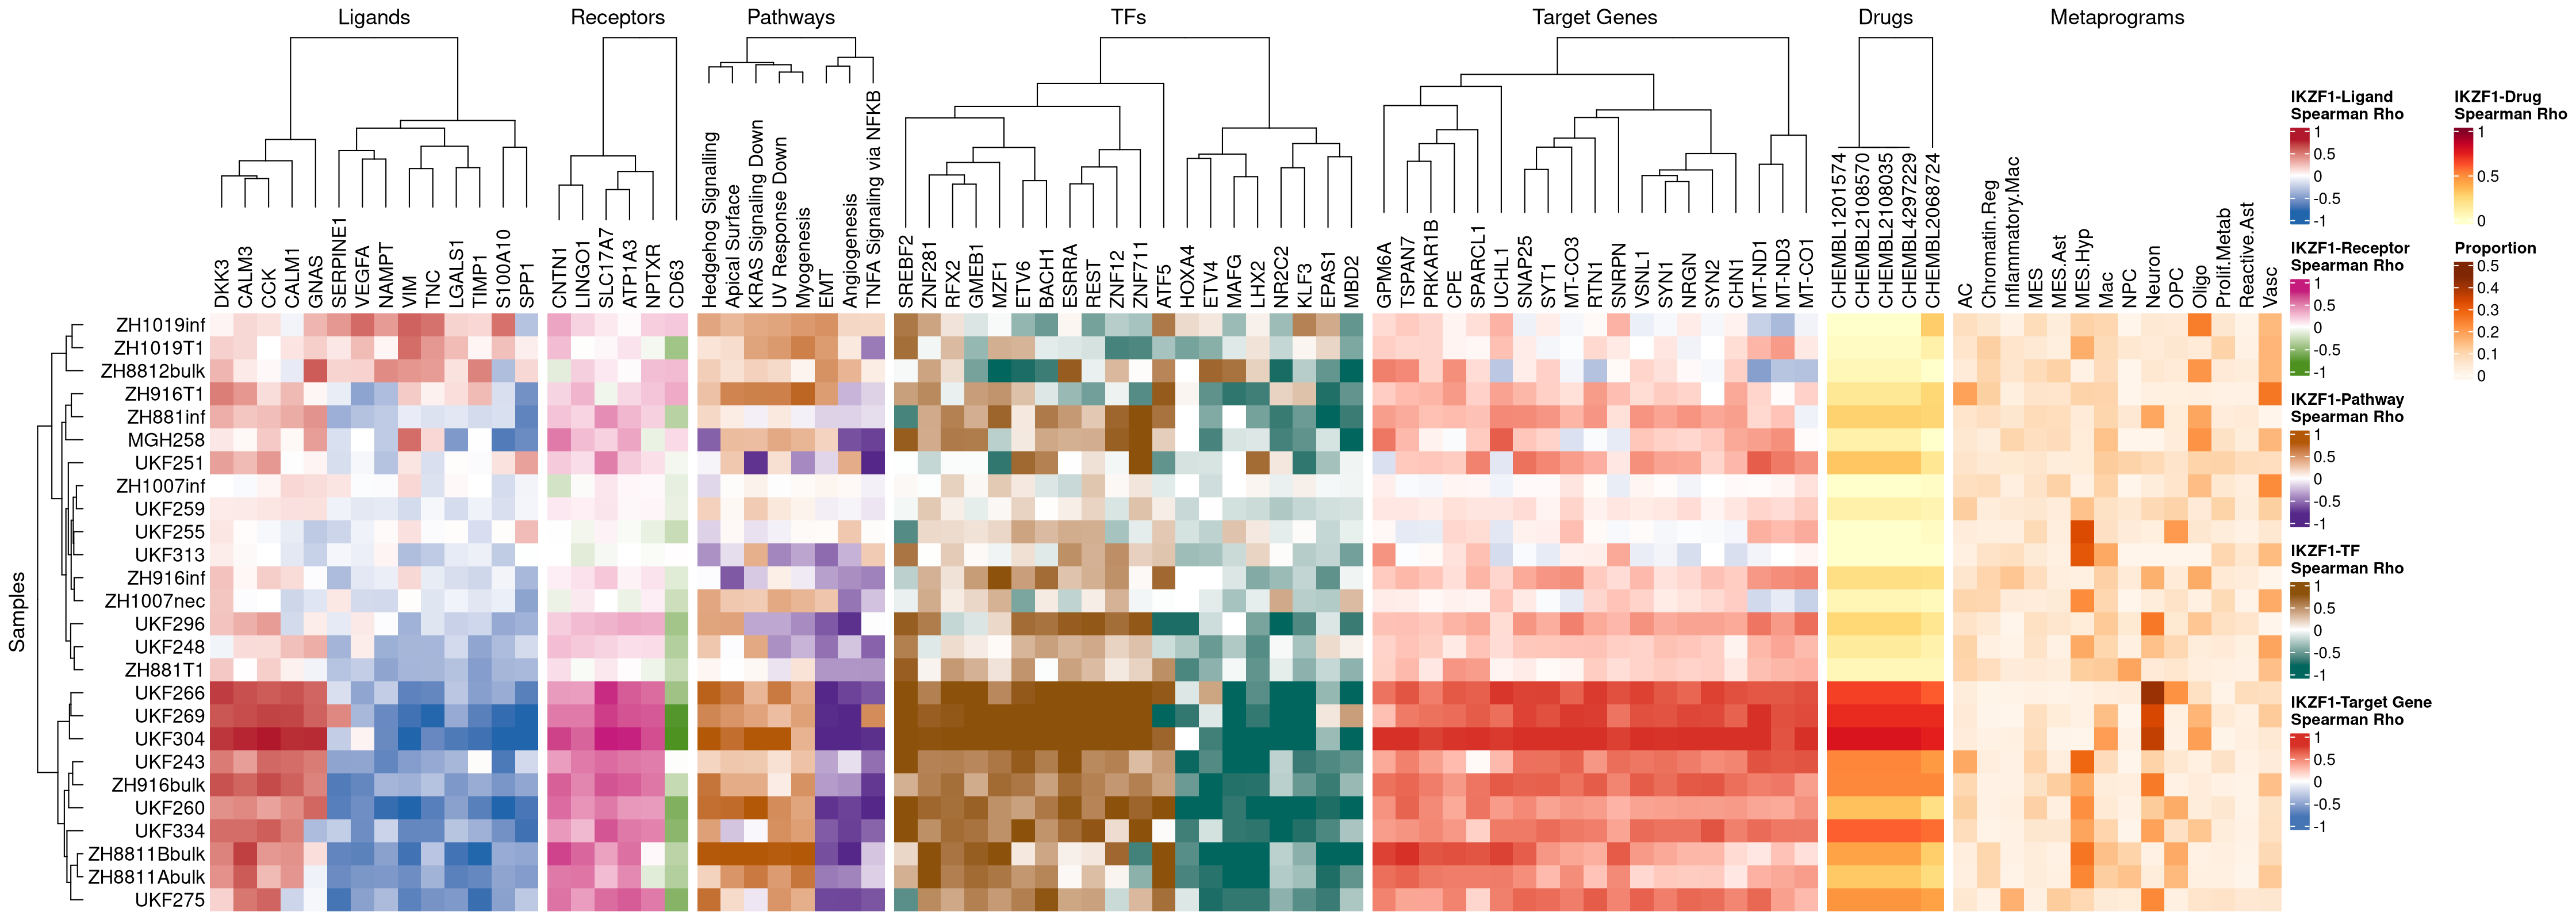 Ligands Receptors Pathways TFs Target Genes Drugs Metaprograms
DKK3
CALM3
CCK
CALM1
GNAS
SERPINE1
VEGFA
NAMPT
VIM
TNC
LGALS1
TIMP1
S100A10
SPP1
CNTN1
LINGO1
SLC17A7
ATP1A3
NPTXR
CD63
Hedgehog Signalling
Apical Surface
KRAS Signaling Down
UV Response Down
Myogenesis
EMT
Angiogenesis
TNFA Signaling via NFKB
SREBF2
ZNF281
RFX2
GMEB1
MZF1
ETV6
BACH1
ESRRA
REST
ZNF12
ZNF711
ATF5
HOXA4
ETV4
MAFG
LHX2
NR2C2
KLF3
EPAS1
MBD2
GPM6A
TSPAN7
PRKAR1B
CPE
SPARCL1
UCHL1
SNAP25
SYT1
MT-CO3
RTN1
SNRPN
VSNL1
SYN1
NRGN
SYN2
CHN1
MT-ND1
MT-ND3
MT-CO1
CHEMBL1201574
CHEMBL2108570
CHEMBL2108035
CHEMBL4297229
CHEMBL2068724
AC
Chromatin.Reg
Inflammatory.Mac
MES
MES.Ast
MES.Hyp
Mac
NPC
Neuron
OPC
Oligo
Prolif.Metab
Reactive.Ast
Vasc
Samples
ZH1019inf
ZH1019T1
ZH8812bulk
ZH916T1
ZH881inf
MGH258
UKF251
ZH1007inf
UKF259
UKF255
UKF313
ZH916inf
ZH1007nec
UKF296
UKF248
ZH881T1
UKF266
UKF269
UKF304
UKF243
ZH916bulk
UKF260
UKF334
ZH8811Bbulk
ZH8811Abulk
UKF275
IKZF1-Ligand
Spearman Rho
1
0.5
0
-0.5
-1
IKZF1-Receptor
Spearman Rho
1
0.5
0
-0.5
-1
IKZF1-Pathway
Spearman Rho
1
0.5
0
-0.5
-1
IKZF1-TF
Spearman Rho
1
0.5
0
-0.5
-1
IKZF1-Target Gene
Spearman Rho
1
0.5
0
-0.5
-1
IKZF1-Drug
Spearman Rho
1
0.5
0
Proportion
0.5
0.4
0.3
0.2
0.1
0